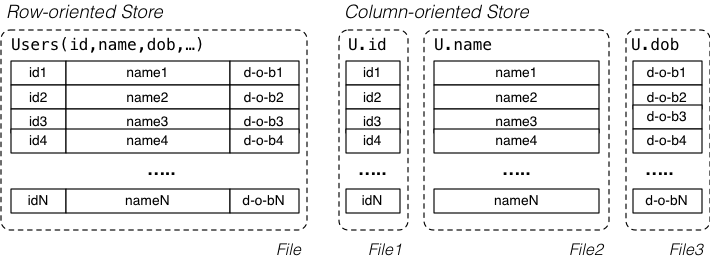 Row-oriented Store
Users(id,name,dob,…)
id1 name1 d-o-b1
id2 name2 d-o-b2
id3 name3 d-o-b3
id4 name4 d-o-b4
.....
idN nameN d-o-bN
File
Column-oriented Store
U.id
id1
id2
id3
id4
.....
idN
File1
U.name
name1
name2
name3
name4
.....
nameN
File2
U.dob
d-o-b1
d-o-b2
d-o-b3
d-o-b4
.....
d-o-bN
File3